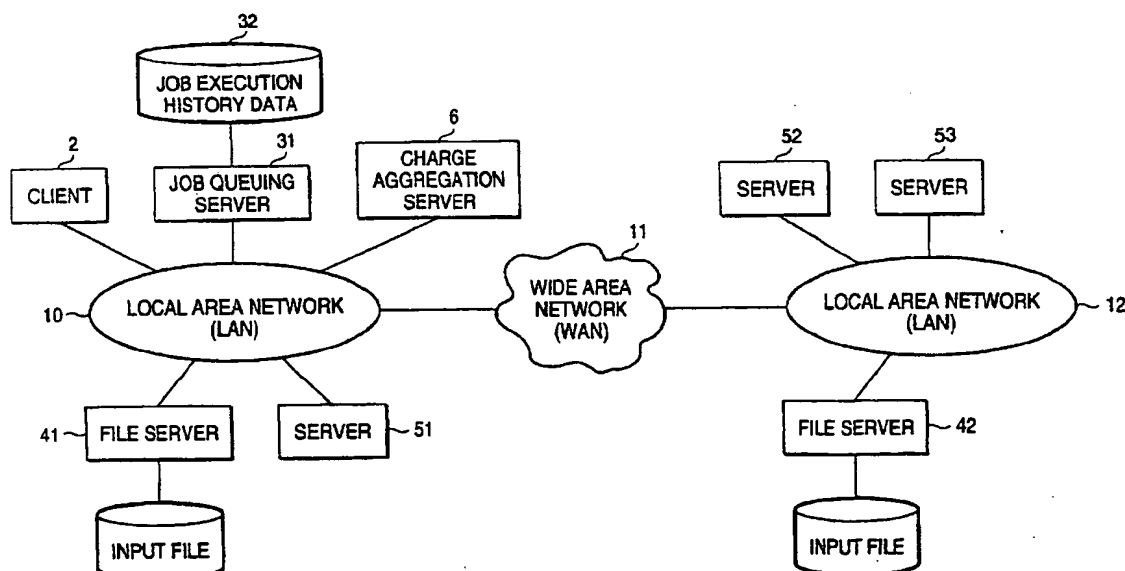 32
JOB EXECUTION
HISTORY DATA
2
CLIENT
31
JOB QUEUING
SERVER
6
CHARGE
AGGREGATION
SERVER
52
SERVER
53
SERVER
10
LOCAL AREA NETWORK
(LAN)
11
WIDE AREA
NETWORK
(WAN)
LOCAL AREA NETWORK
(LAN)
12
41
FILE SERVER
SERVER
51
FILE SERVER
42
INPUT FILE
INPUT FILE